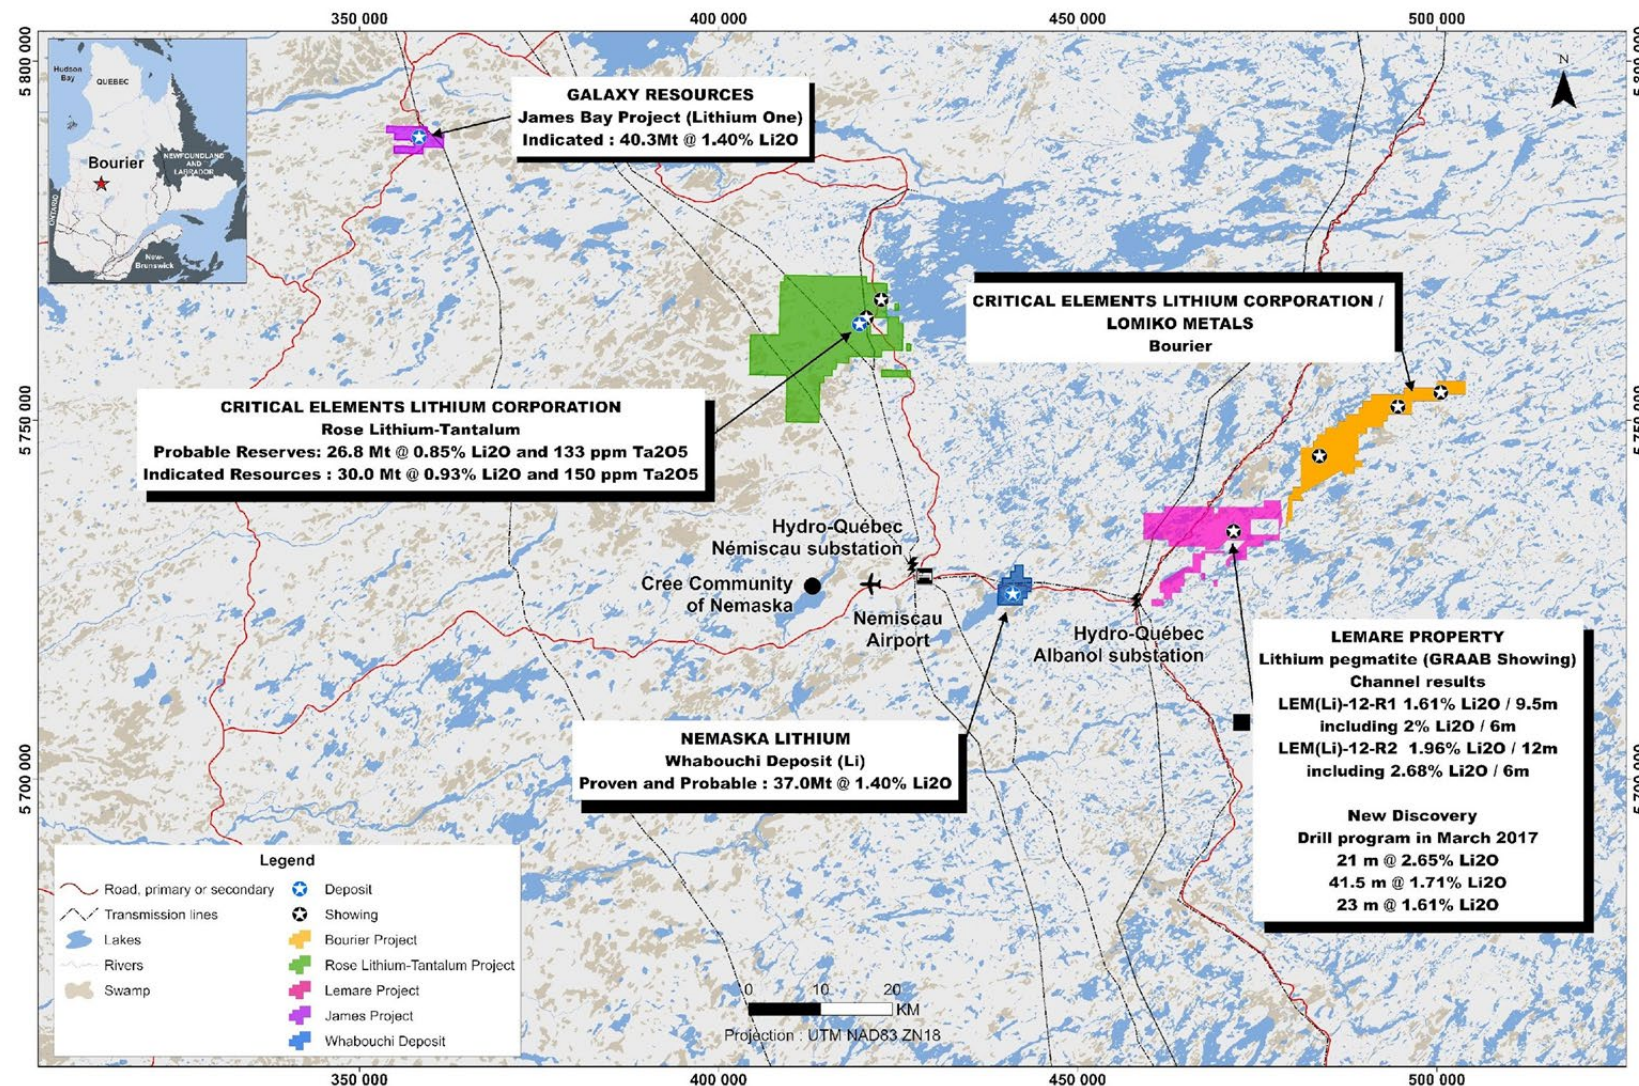 350 000
400 000
450 000
500 000
5 800 000
5 800 000
Hudson
Bay
QUEBEC
Bourier
NEWFOUNDLAND
AND
LABRADOR
ONTARIO
New-
Brunswick
GALAXY RESOURCES
James Bay Project (Lithium One)
Indicated : 40.3Mt @ 1.40% Li2O
N
CRITICAL ELEMENTS LITHIUM CORPORATION /
LOMIKO METALS
Bourier
5 750 000
5 750 000
CRITICAL ELEMENTS LITHIUM CORPORATION
Rose Lithium-Tantalum
Probable Reserves: 26.8 Mt @ 0.85% Li2O and 133 ppm Ta2O5
Indicated Resources : 30.0 Mt @ 0.93% Li2O and 150 ppm Ta2O5
Hydro-Québec
Némiscau substation
Cree Community
of Nemaska
Nemiscau
Airport
Hydro-Québec
Albanol substation
LEMARE PROPERTY
Lithium pegmatite (GRAAB Showing)
Channel results
LEM(Li)-12-R1 1.61% Li2O / 9.5m
including 2% Li2O / 6m
LEM(Li)-12-R2 1.96% Li2O / 12m
including 2.68% Li2O / 6m
New Discovery
Drill program in March 2017
21 m @ 2.65% Li2O
41.5 m @ 1.71% Li2O
23 m @ 1.61% Li2O
NEMASKA LITHIUM
Whabouchi Deposit (Li)
Proven and Probable : 37.0Mt @ 1.40% Li2O
5 700 000
5 700 000
Legend
Road, primary or secondary
Transmission lines
Lakes
Rivers
Swamp
Deposit
Showing
Bourier Project
Rose Lithium-Tantalum Project
Lemare Project
James Project
Whabouchi Deposit
0 10 20
KM
Projection : UTM NAD83 ZN18
350 000
400 000
450 000
500 000